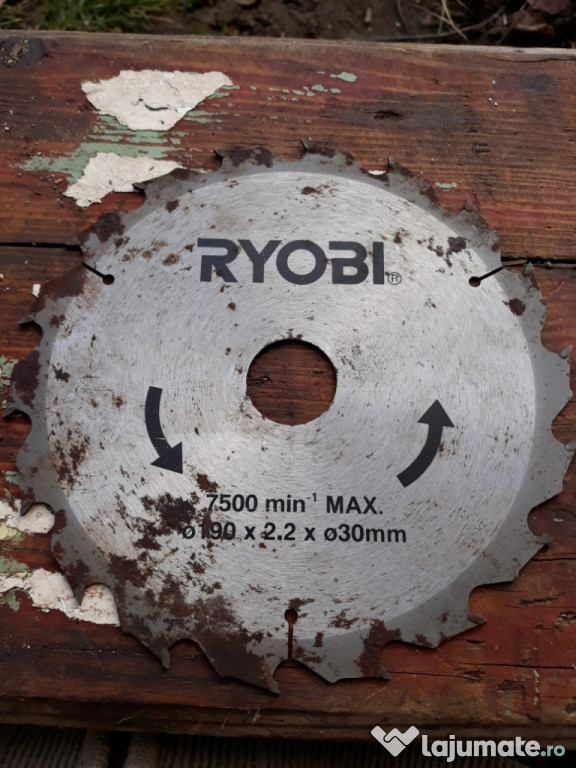 RYOBI®
7500 min⁻¹ MAX.
ø190 x 2.2 x ø30mm
lajumate.ro